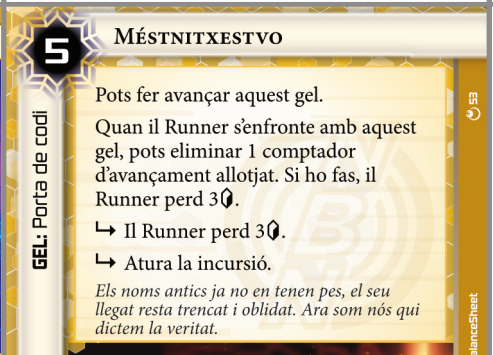 5
Méstnitxestvo
Pots fer avançar aquest gel.
Quan il Runner s'enfronte amb aquest
gel, pots eliminar 1 comptador
d'avançament allotjat. Si ho fas, il
Runner perd 3.
↳ Il Runner perd 3.
↳ Atura la incursió.
Els noms antics ja no en tenen pes, el seu
llegat resta trencat i oblidat. Ara som nós qui
dictem la veritat.
GEL: Porta de codi
53
NBN